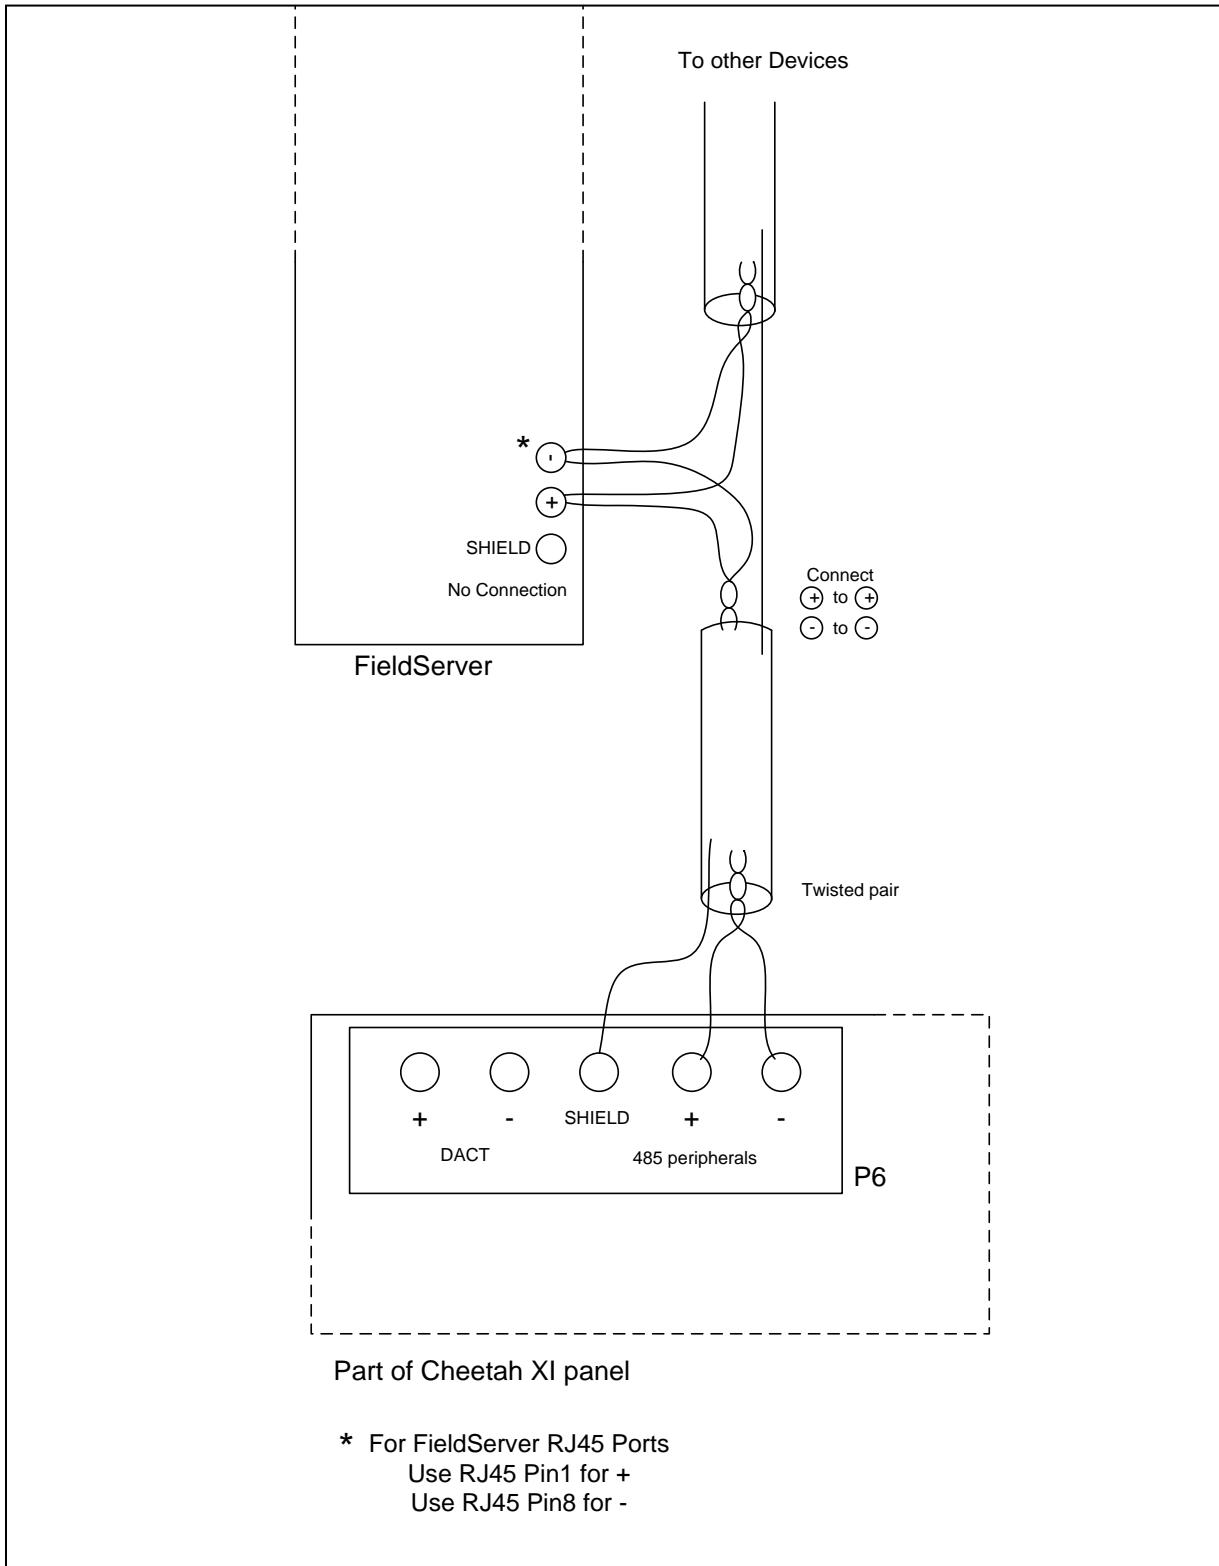 To other Devices
*
-
+
SHIELD
No Connection
FieldServer
Connect
+ to +
- to -
Twisted pair
+ - SHIELD + -
DACT 485 peripherals
P6
Part of Cheetah XI panel
* For FieldServer RJ45 Ports
Use RJ45 Pin1 for +
Use RJ45 Pin8 for -